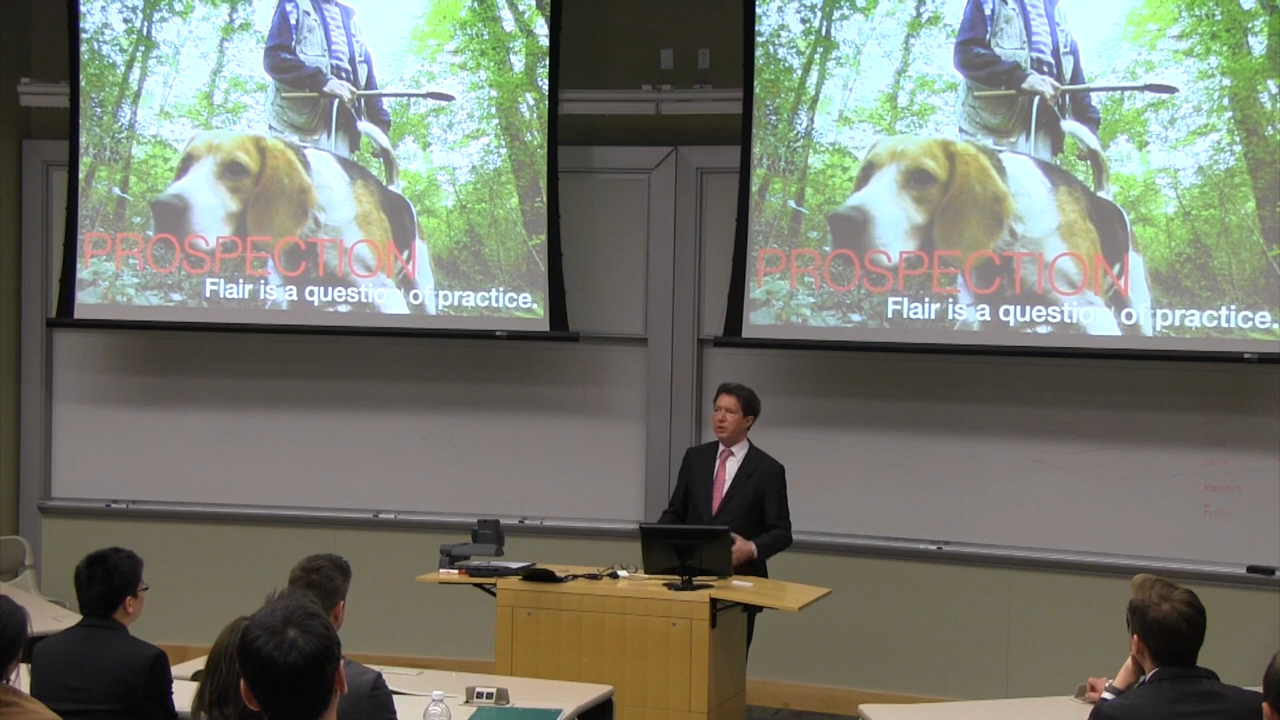 PROSPECTION
Flair is a question of practice.
PROSPECTION
Flair is a question of practice.